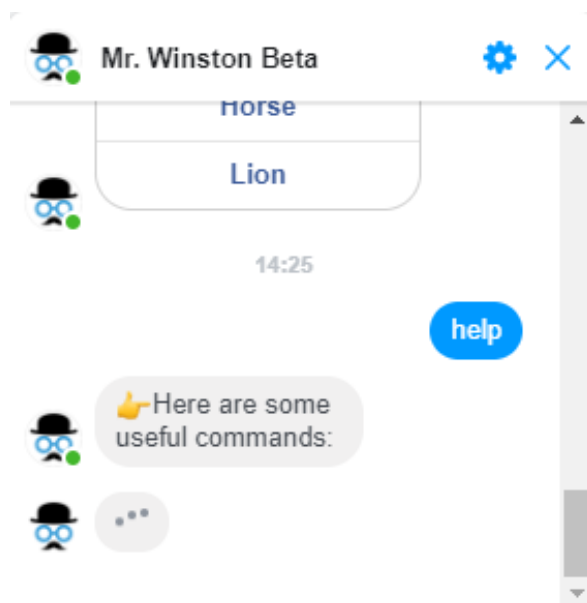 Mr. Winston Beta
Horse
Lion
14:25
help
👉Here are some
useful commands: